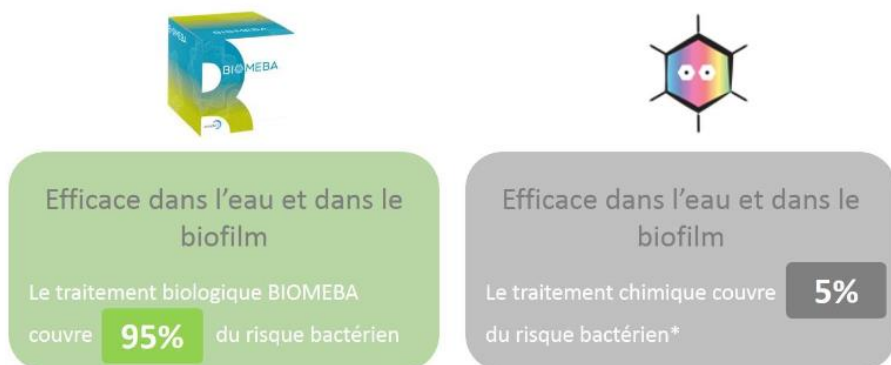 BIOMEBA
BIOMEBA
Efficace dans l'eau et dans le
biofilm
Le traitement biologique BIOMEBA
couvre 95% du risque bactérien
Efficace dans l'eau et dans le
biofilm
Le traitement chimique couvre 5%
du risque bactérien*